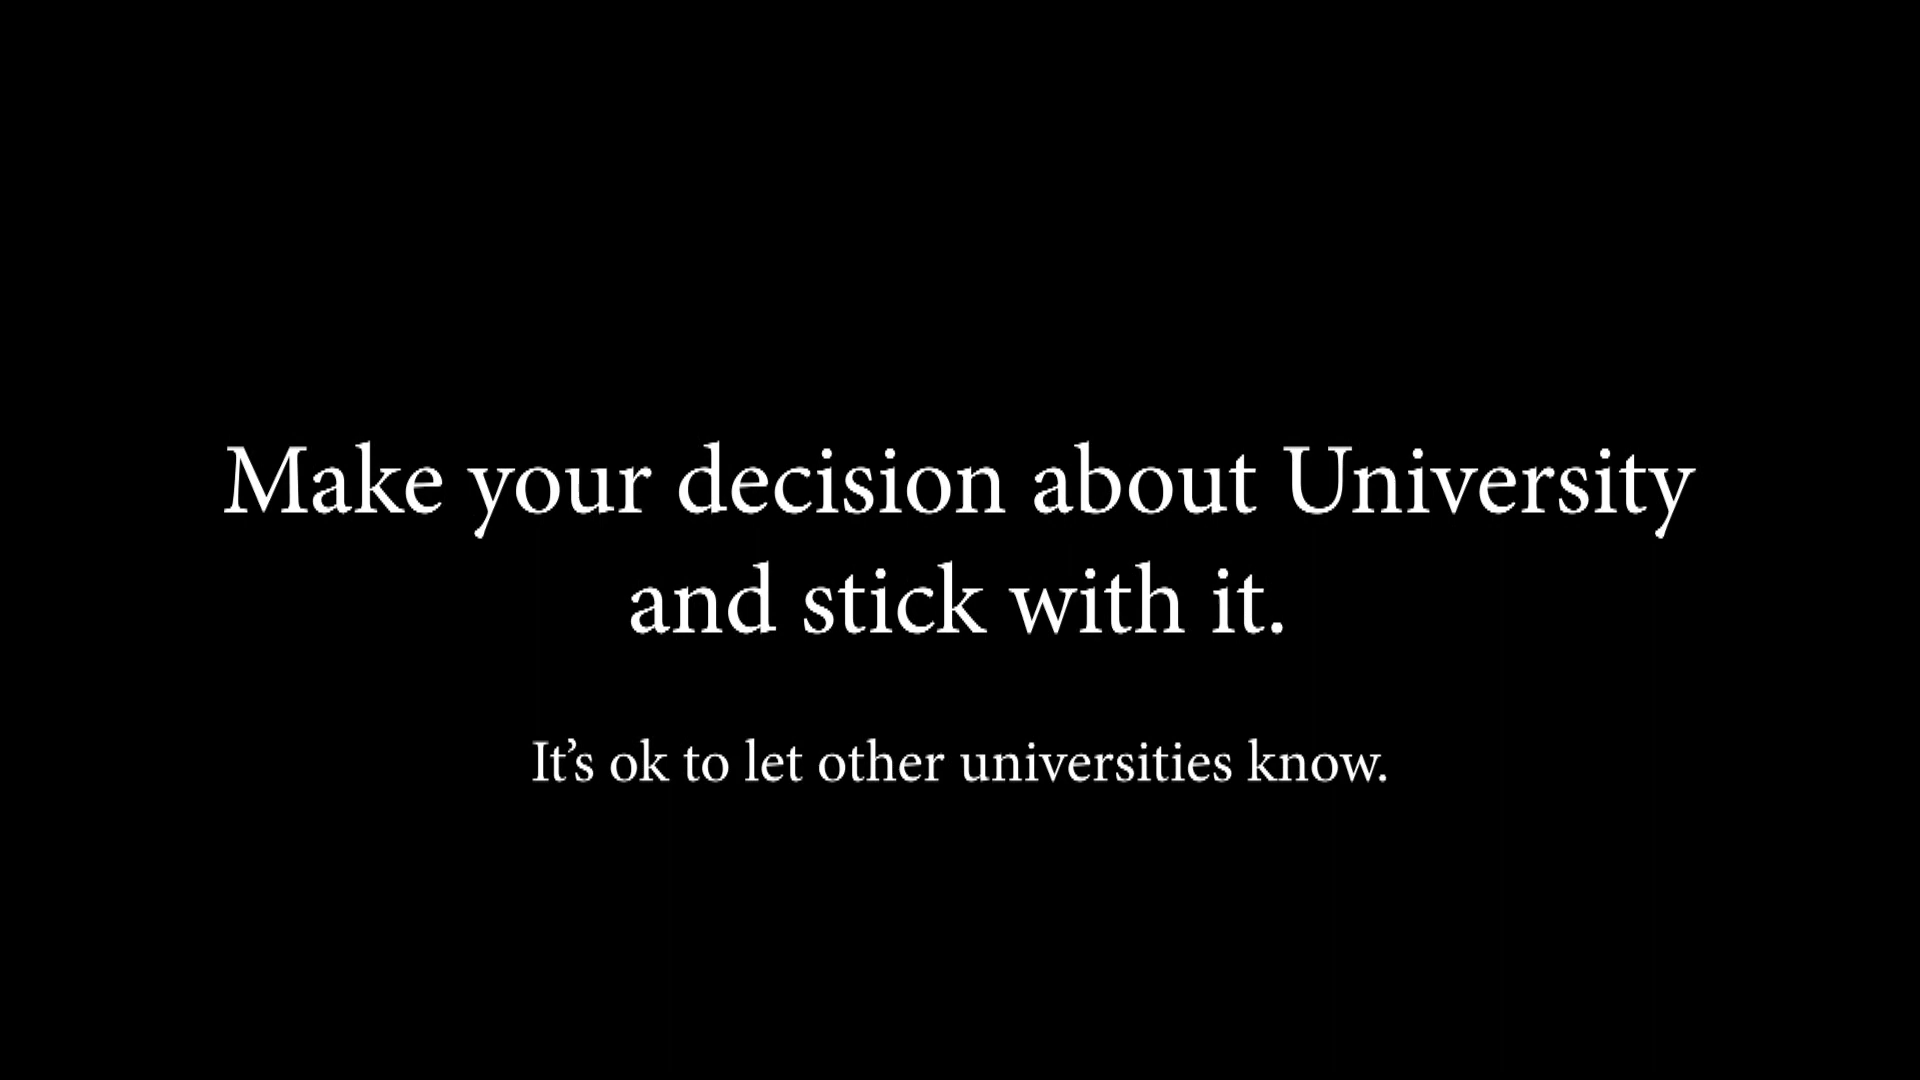 Make your decision about University
and stick with it.
It’s ok to let other universities know.